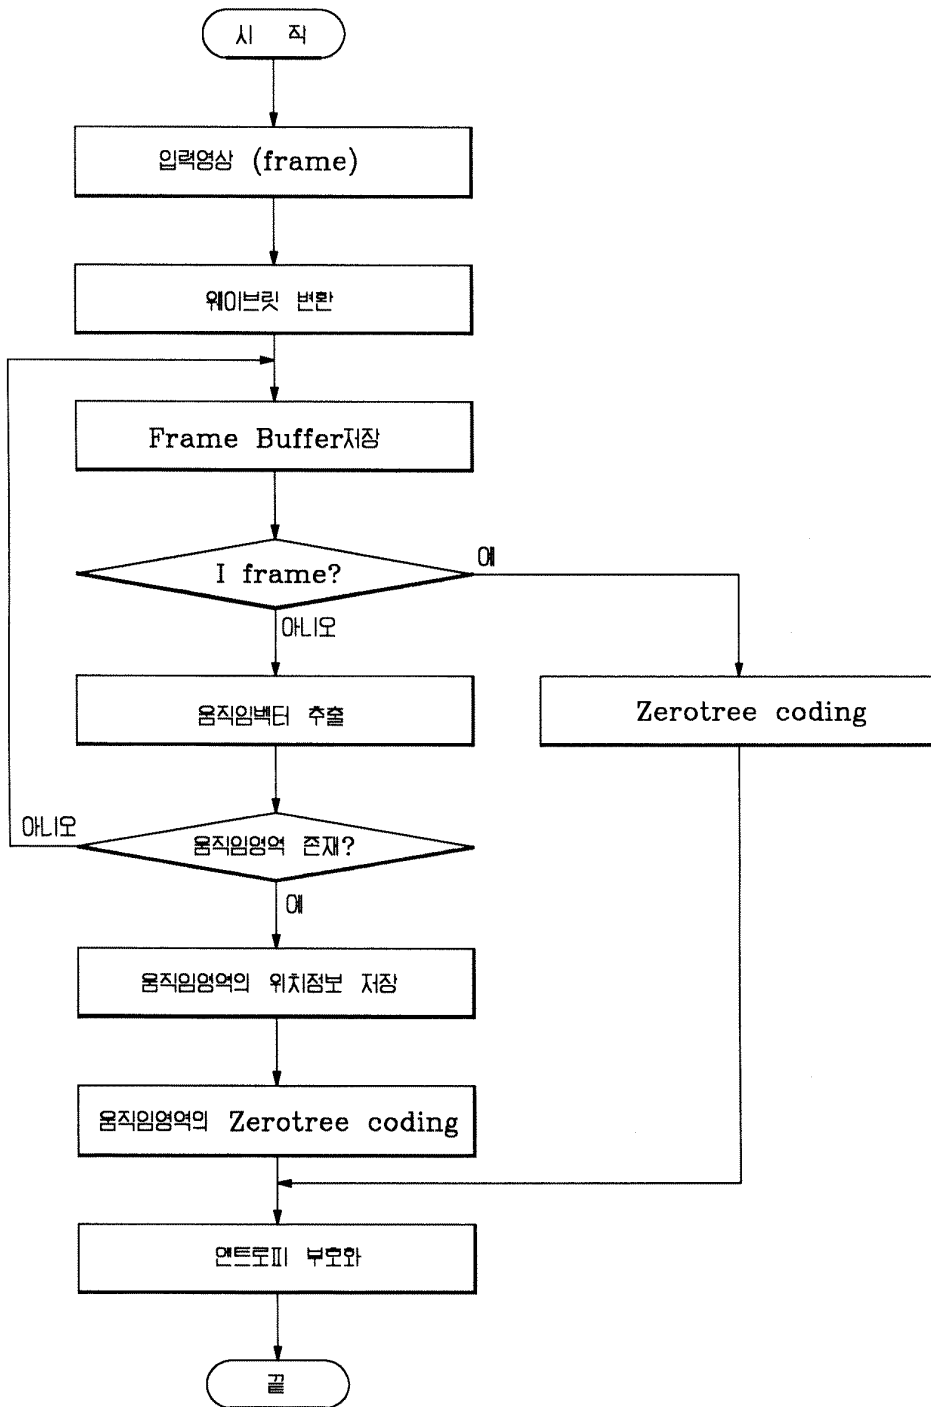 시 작
입력영상 (frame)
웨이브릿 변환
Frame Buffer저장
I frame?
예
아니오
움직임벡터 추출
Zerotree coding
움직임영역 존재?
아니오
예
움직임영역의 위치정보 저장
움직임영역의 Zerotree coding
엔트로피 부호화
끝